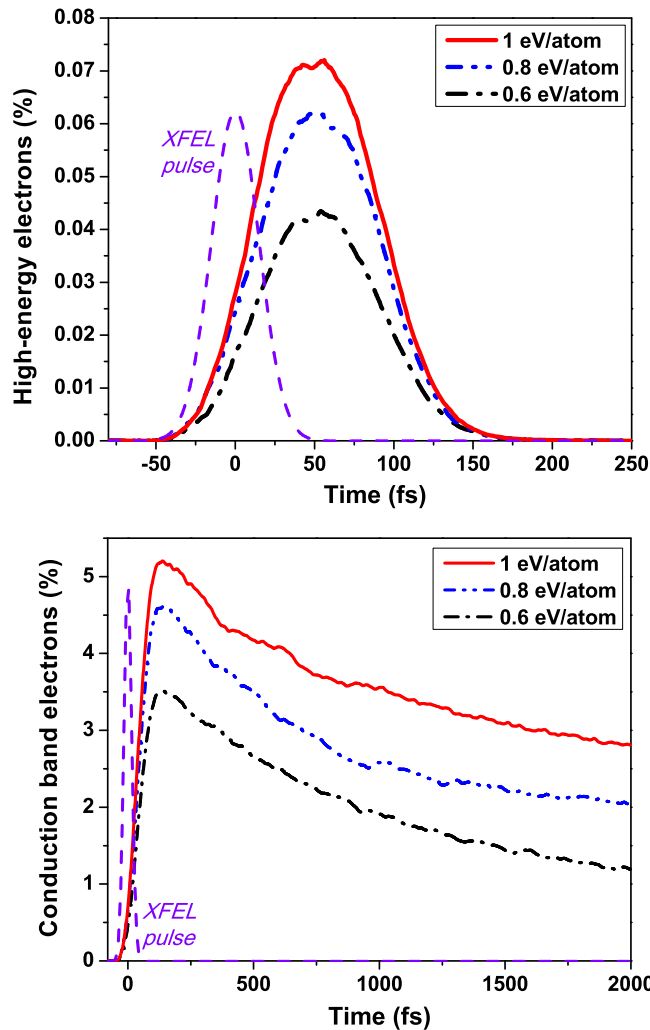 High-energy electrons (%)
0.08
0.07
0.06
0.05
0.04
0.03
0.02
0.01
0.00
XFEL
pulse
1 eV/atom
0.8 eV/atom
0.6 eV/atom
-50 0 50 100 150 200 250
Time (fs)
Conduction band electrons (%)
5
4
3
2
1
0
1 eV/atom
0.8 eV/atom
0.6 eV/atom
XFEL
pulse
0 500 1000 1500 2000
Time (fs)